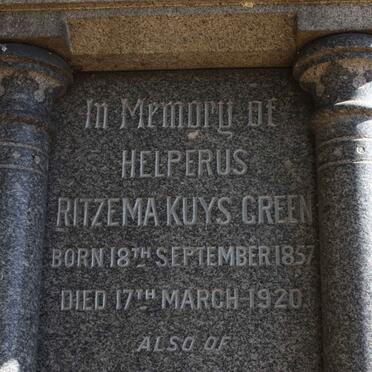 In Memory of
HELPERUS
RITZEMA KUYS GREEN
BORN 18TH SEPTEMBER 1857
DIED 17TH MARCH 1920.
ALSO OF